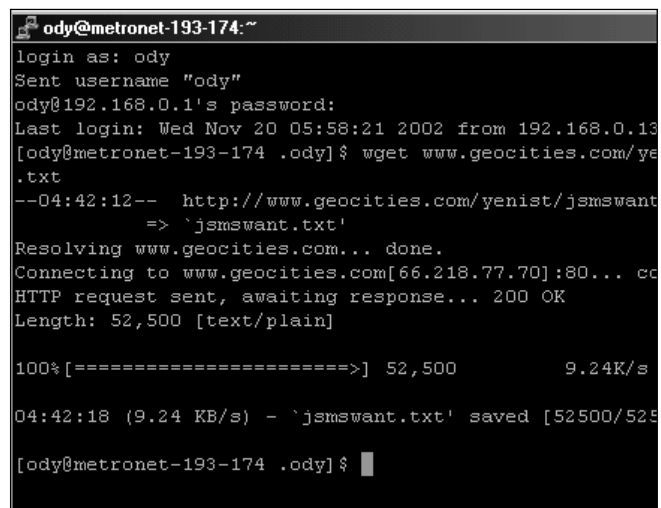 ody@metronet-193-174:~
login as: ody
Sent username "ody"
ody@192.168.0.1's password:
Last login: Wed Nov 20 05:58:21 2002 from 192.168.0.13
[ody@metronet-193-174 .ody]$ wget www.geocities.com/ye
.txt
--04:42:12--  http://www.geocities.com/yenist/jsmswant
           => `jsmswant.txt'
Resolving www.geocities.com... done.
Connecting to www.geocities.com[66.218.77.70]:80... co
HTTP request sent, awaiting response... 200 OK
Length: 52,500 [text/plain]
100%[=======================>] 52,500        9.24K/s
04:42:18 (9.24 KB/s) - `jsmswant.txt' saved [52500/525
[ody@metronet-193-174 .ody]$